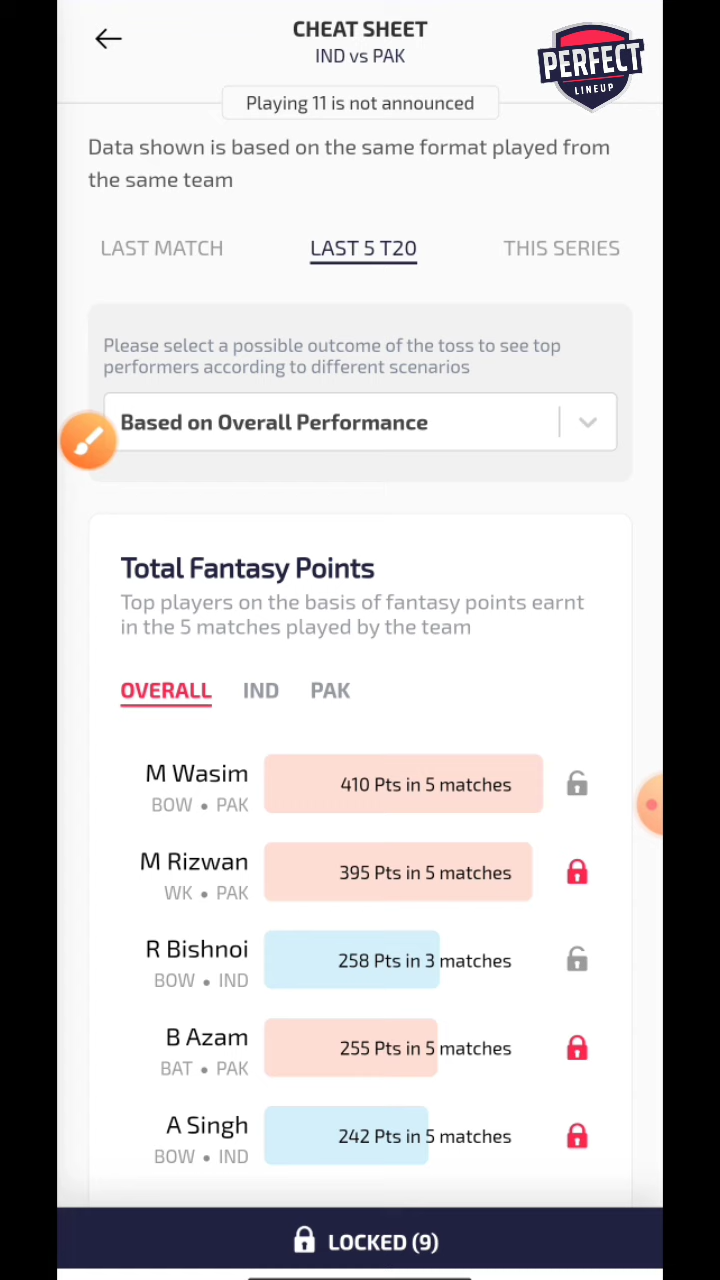 CHEAT SHEET
IND vs PAK
PERFECT
LINEUP
Playing 11 is not announced
Data shown is based on the same format played from
the same team
LAST MATCH LAST 5 T20 THIS SERIES
Please select a possible outcome of the toss to see top
performers according to different scenarios
Based on Overall Performance
Total Fantasy Points
Top players on the basis of fantasy points earnt
in the 5 matches played by the team
OVERALL IND PAK
M Wasim 410 Pts in 5 matches
BOW • PAK
M Rizwan 395 Pts in 5 matches
WK • PAK
R Bishnoi 258 Pts in 3 matches
BOW • IND
B Azam 255 Pts in 5 matches
BAT • PAK
A Singh 242 Pts in 5 matches
BOW • IND
LOCKED (9)